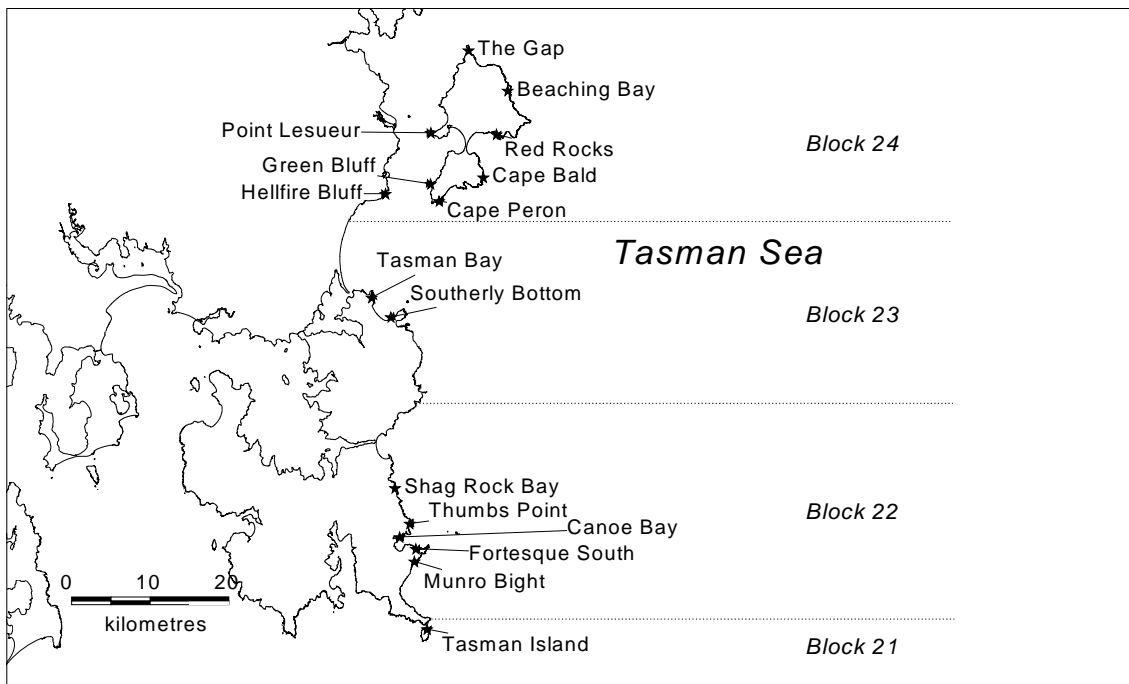 The Gap
Beaching Bay
Point Lesueur
Red Rocks
Block 24
Green Bluff
Cape Bald
Hellfire Bluff
Cape Peron
Tasman Sea
Tasman Bay
Southerly Bottom
Block 23
Shag Rock Bay
Thumbs Point
Block 22
Canoe Bay
Fortesque South
Munro Bight
0 10 20
kilometres
Tasman Island
Block 21